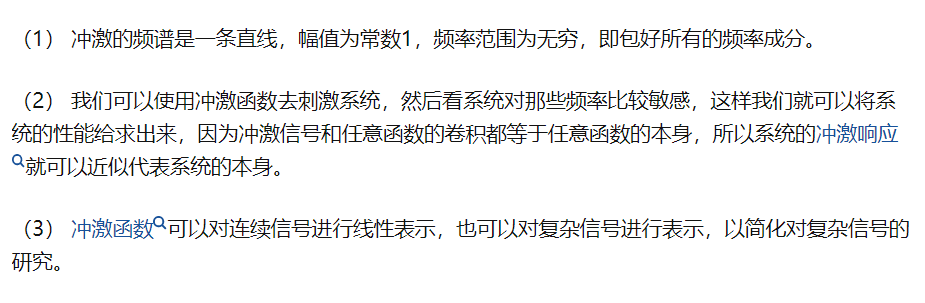 （1） 冲激的频谱是一条直线，幅值为常数1，频率范围为无穷，即包好所有的频率成分。
（2） 我们可以使用冲激函数去刺激系统，然后看系统对那些频率比较敏感，这样我们就可以将系
统的性能给求出来，因为冲激信号和任意函数的卷积都等于任意函数的本身，所以系统的冲激响应
就可以近似代表系统的本身。
（3） 冲激函数可以对连续信号进行线性表示，也可以对复杂信号进行表示，以简化对复杂信号的
研究。